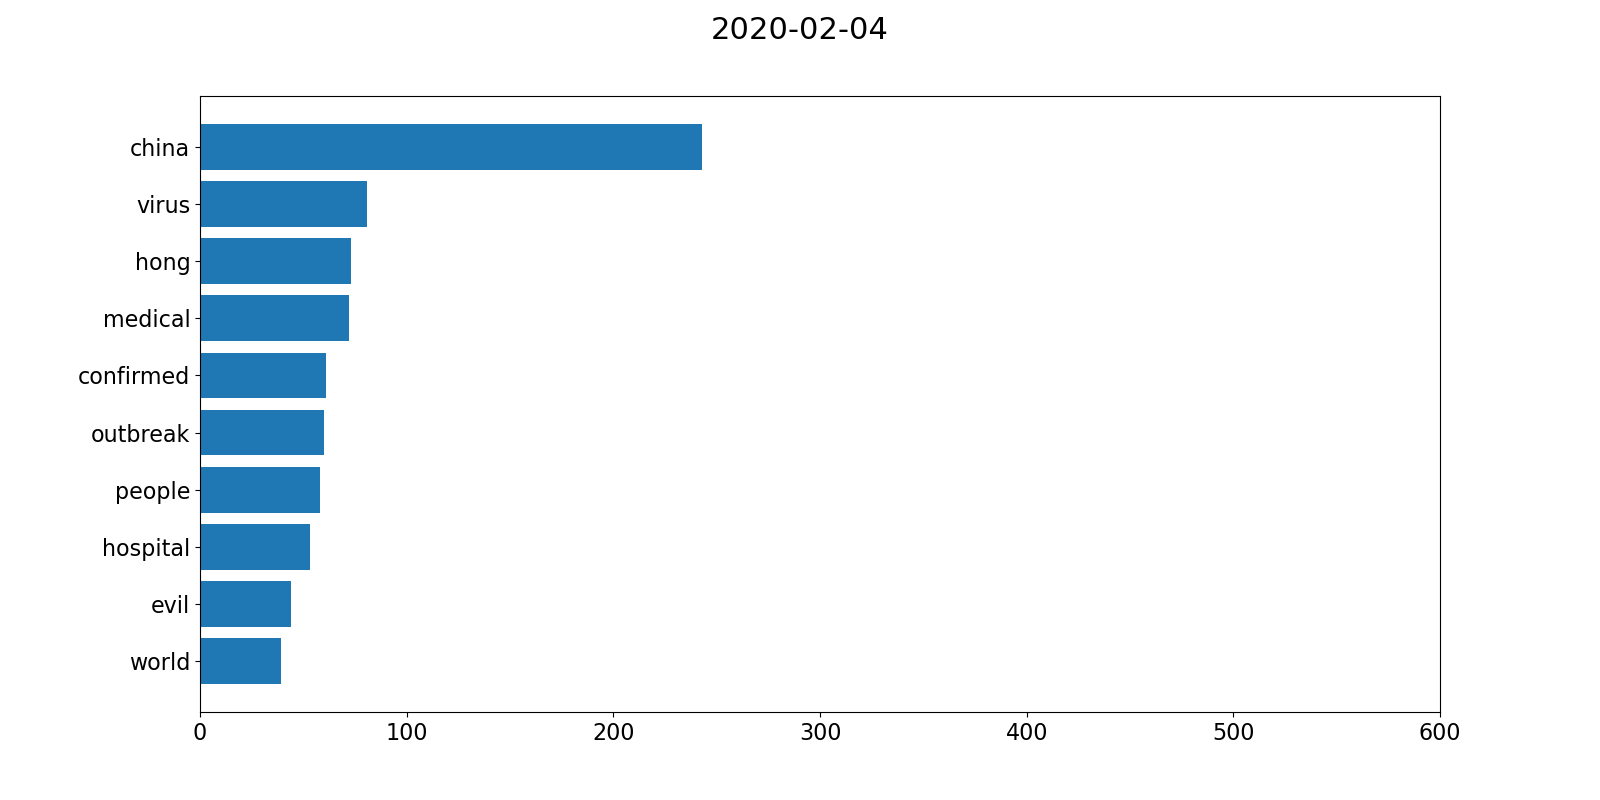 2020-02-04
china
virus
hong
medical
confirmed
outbreak
people
hospital
evil
world
0 100 200 300 400 500 600